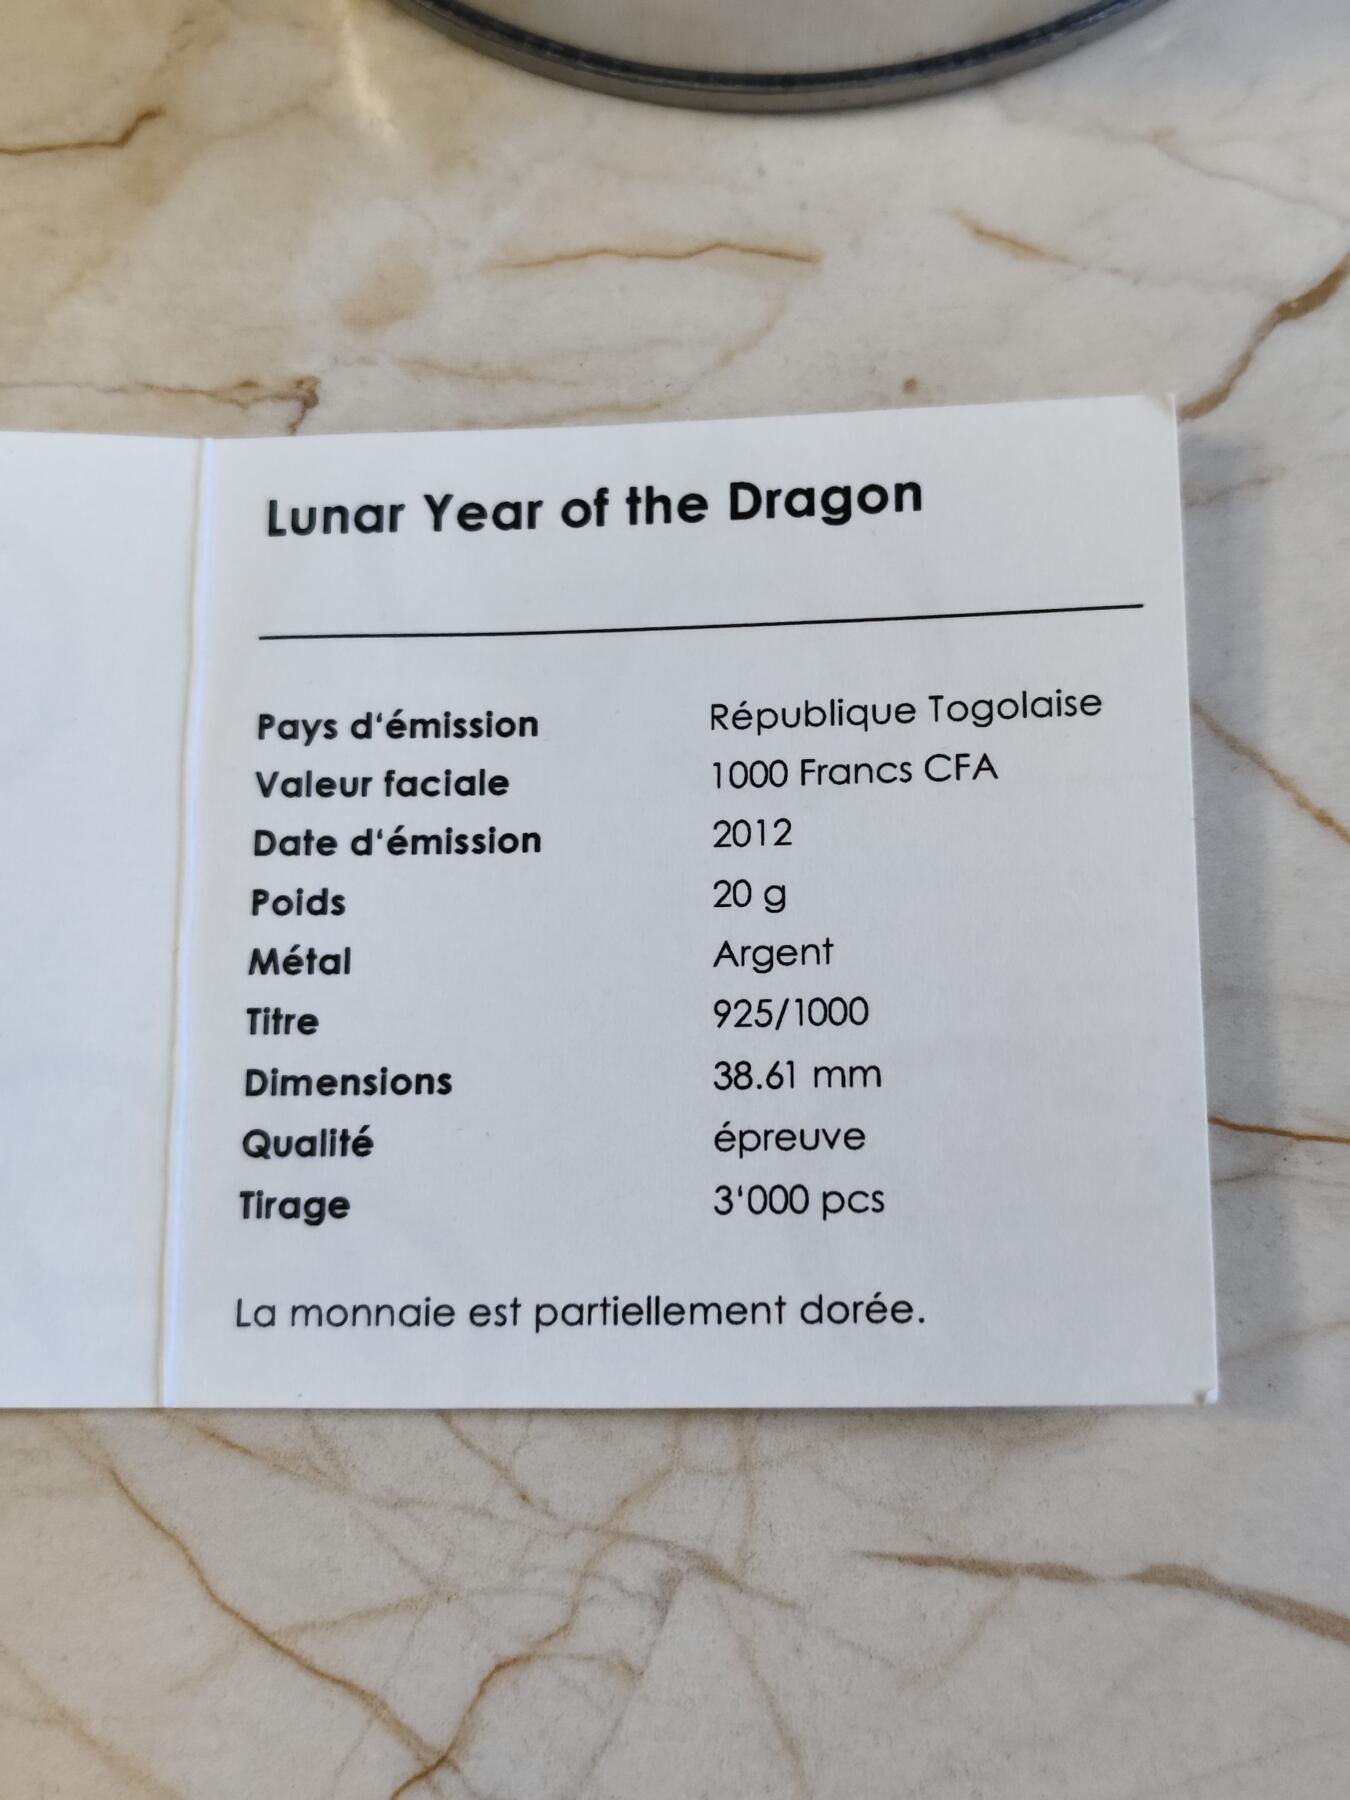 Lunar Year of the Dragon
Pays d‘émission République Togolaise
Valeur faciale 1000 Francs CFA
Date d‘émission 2012
Poids 20 g
Métal Argent
Titre 925/1000
Dimensions 38.61 mm
Qualité épreuve
Tirage 3‘000 pcs
La monnaie est partiellement dorée.